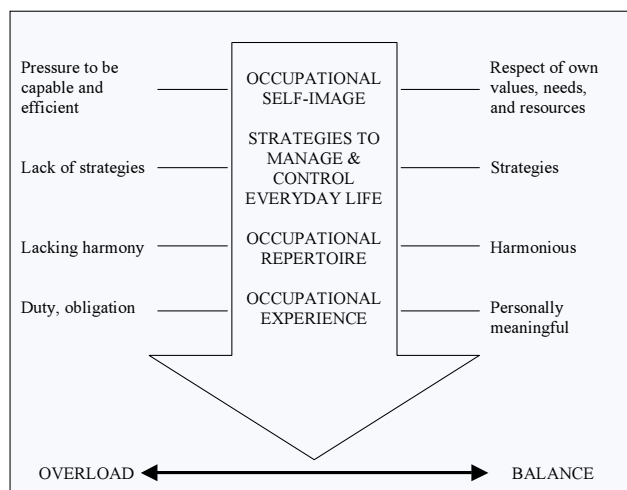 Pressure to be
capable and
efficient
OCCUPATIONAL
SELF-IMAGE
Respect of own
values, needs,
and resources
Lack of strategies
STRATEGIES TO
MANAGE &
CONTROL
EVERYDAY LIFE
Strategies
Lacking harmony
OCCUPATIONAL
REPERTOIRE
Harmonious
Duty, obligation
OCCUPATIONAL
EXPERIENCE
Personally
meaningful
OVERLOAD
BALANCE